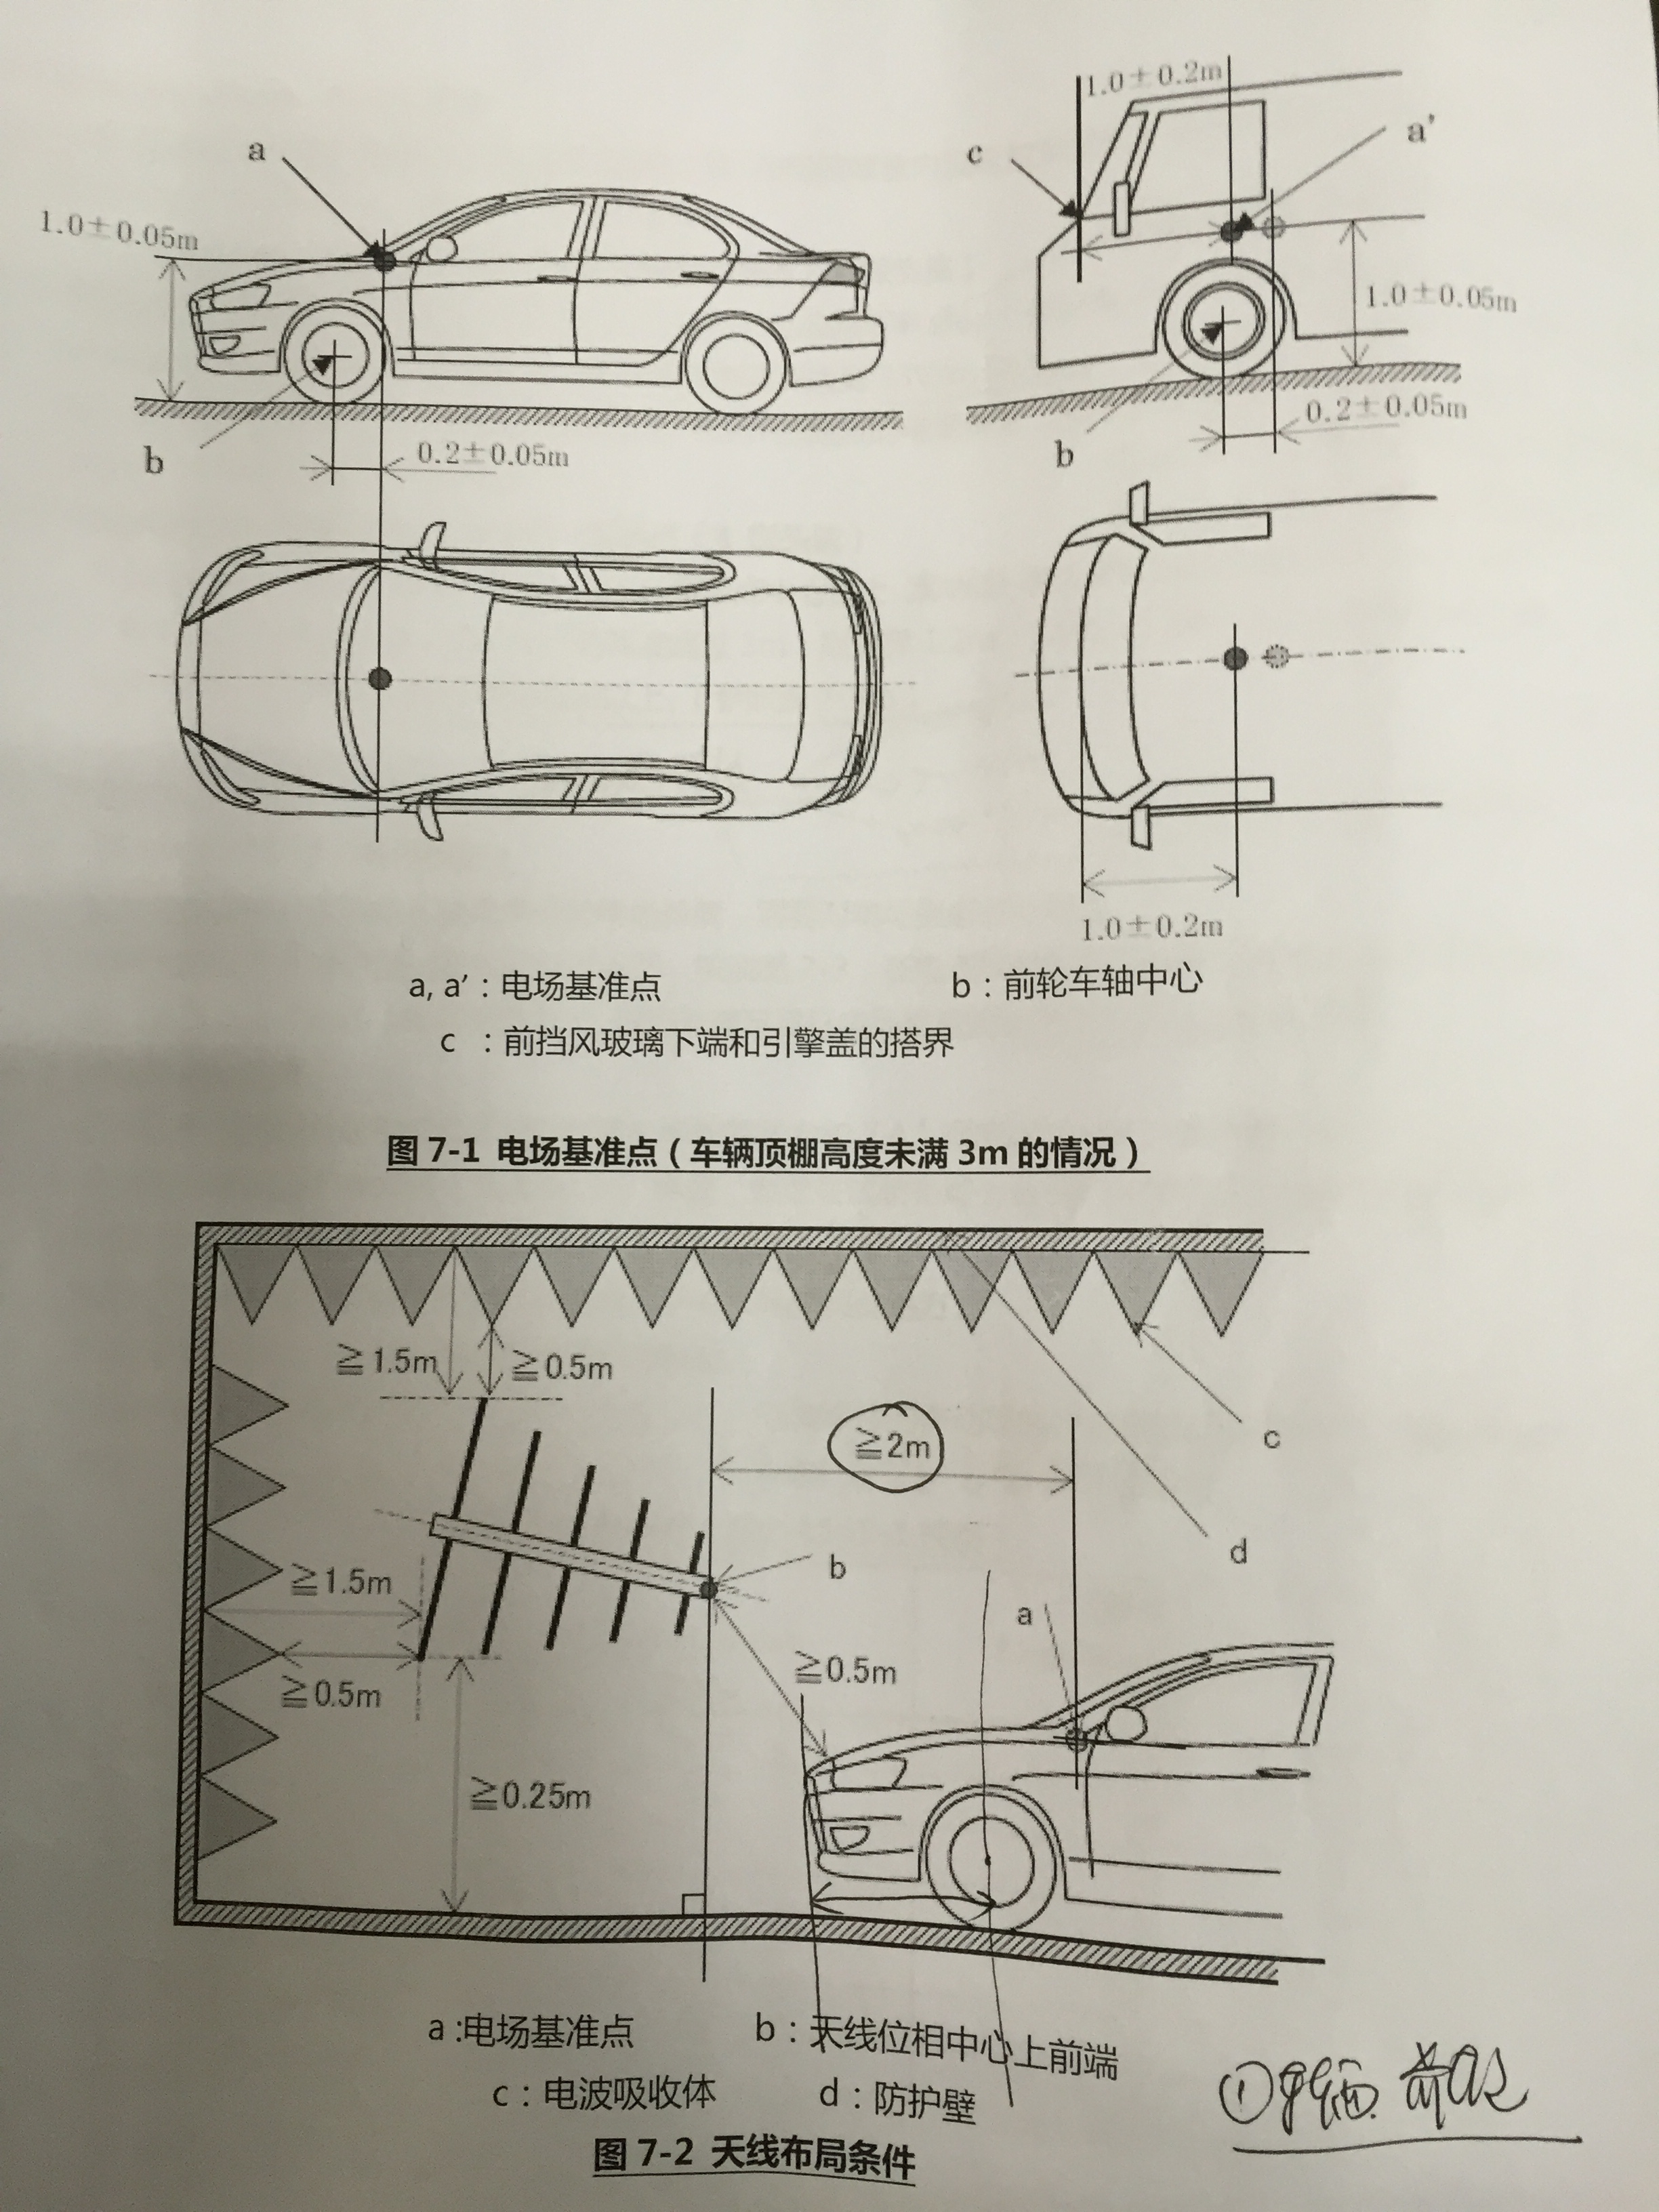 1.0±0.2m
a
a'
c
1.0±0.05m
1.0±0.05m
b
0.2±0.05m
b
0.2±0.05m
1.0±0.2m
a, a′：电场基准点
b：前轮车轴中心
c ：前挡风玻璃下端和引擎盖的搭界
图 7-1 电场基准点（车辆顶棚高度未满 3m 的情况）
≧1.5m
≧0.5m
≧2m
c
d
b
≧1.5m
a
≧0.5m
≧0.5m
≧0.25m
a :电场基准点
b：天线位相中心上前端
c：电波吸收体
d：防护壁
①
图 7-2 天线布局条件